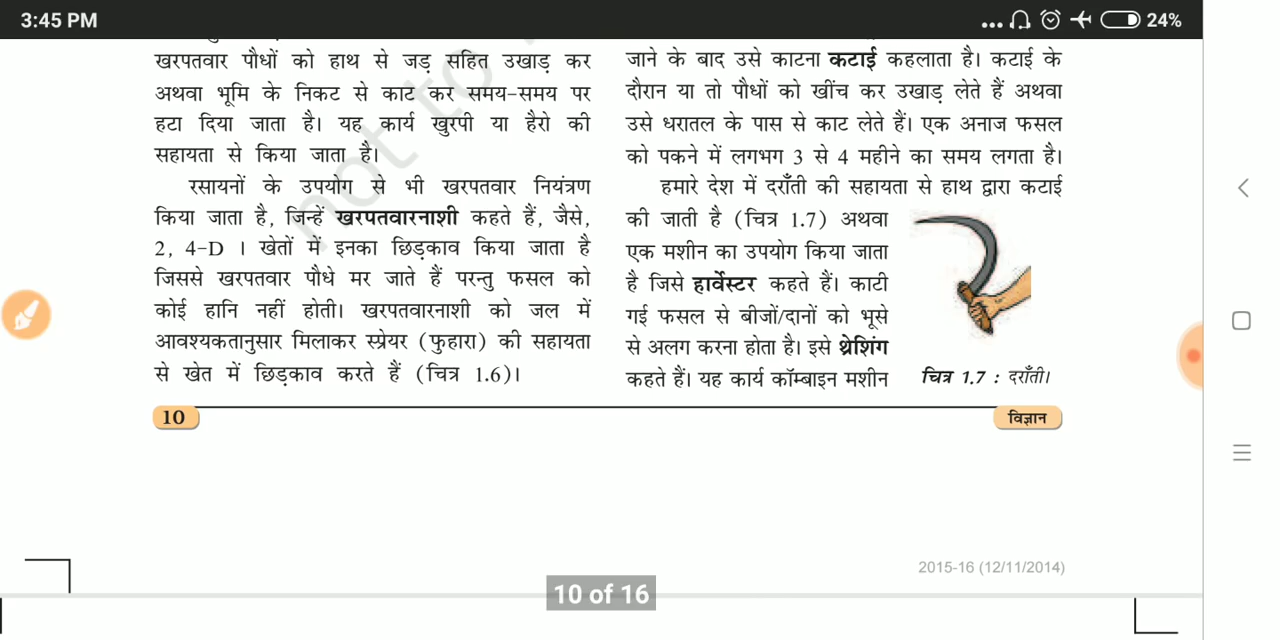 3:45 PM
24%
खरपतवार पौधों को हाथ से जड़ सहित उखाड़ कर
अथवा भूमि के निकट से काट कर समय-समय पर
हटा दिया जाता है। यह कार्य खुरपी या हैरो की
सहायता से किया जाता है।
रसायनों के उपयोग से भी खरपतवार नियंत्रण
किया जाता है, जिन्हें खरपतवारनाशी कहते हैं, जैसे,
2, 4-D । खेतों में इनका छिड़काव किया जाता है
जिससे खरपतवार पौधे मर जाते हैं परन्तु फसल को
कोई हानि नहीं होती। खरपतवारनाशी को जल में
आवश्यकतानुसार मिलाकर स्प्रेयर (फुहारा) की सहायता
से खेत में छिड़काव करते हैं (चित्र 1.6)।
जाने के बाद उसे काटना कटाई कहलाता है। कटाई के
दौरान या तो पौधों को खींच कर उखाड़ लेते हैं अथवा
उसे धरातल के पास से काट लेते हैं। एक अनाज फसल
को पकने में लगभग 3 से 4 महीने का समय लगता है।
हमारे देश में दराँती की सहायता से हाथ द्वारा कटाई
की जाती है (चित्र 1.7) अथवा
एक मशीन का उपयोग किया जाता
है जिसे हार्वेस्टर कहते हैं। काटी
गई फसल से बीजों/दानों को भूसे
से अलग करना होता है। इसे थ्रेशिंग
कहते हैं। यह कार्य कॉम्बाइन मशीन
चित्र 1.7 : दराँती।
not to
10
विज्ञान
2015-16 (12/11/2014)
10 of 16